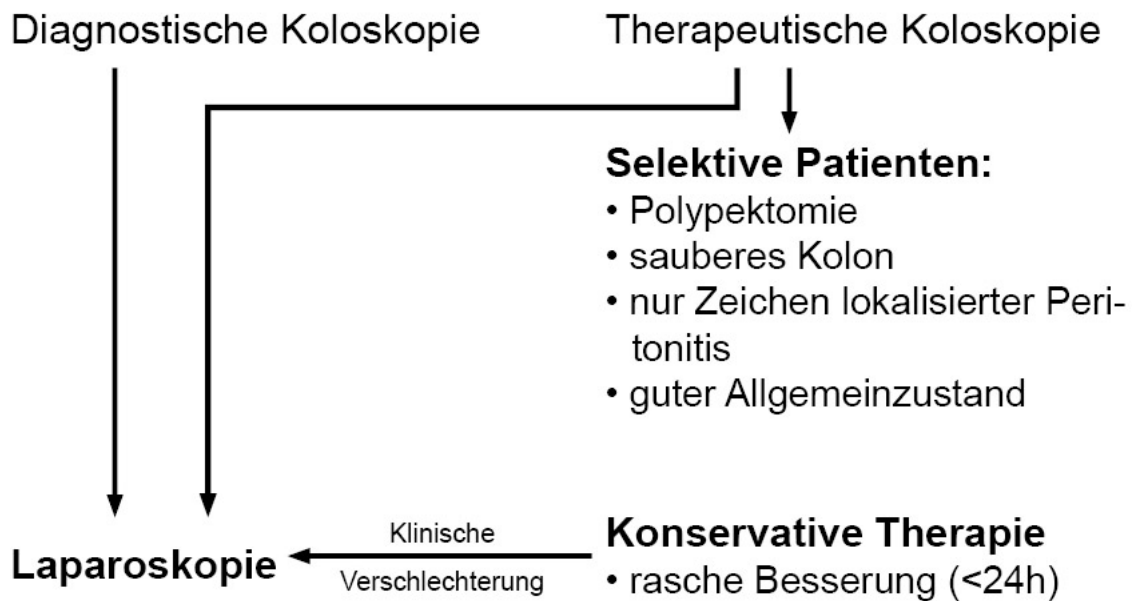 Diagnostische Koloskopie
Therapeutische Koloskopie
Selektive Patienten:
• Polypektomie
• sauberes Kolon
• nur Zeichen lokalisierter Peri-
tonitis
• guter Allgemeinzustand
Laparoskopie
Klinische
Verschlechterung
Konservative Therapie
• rasche Besserung (<24h)